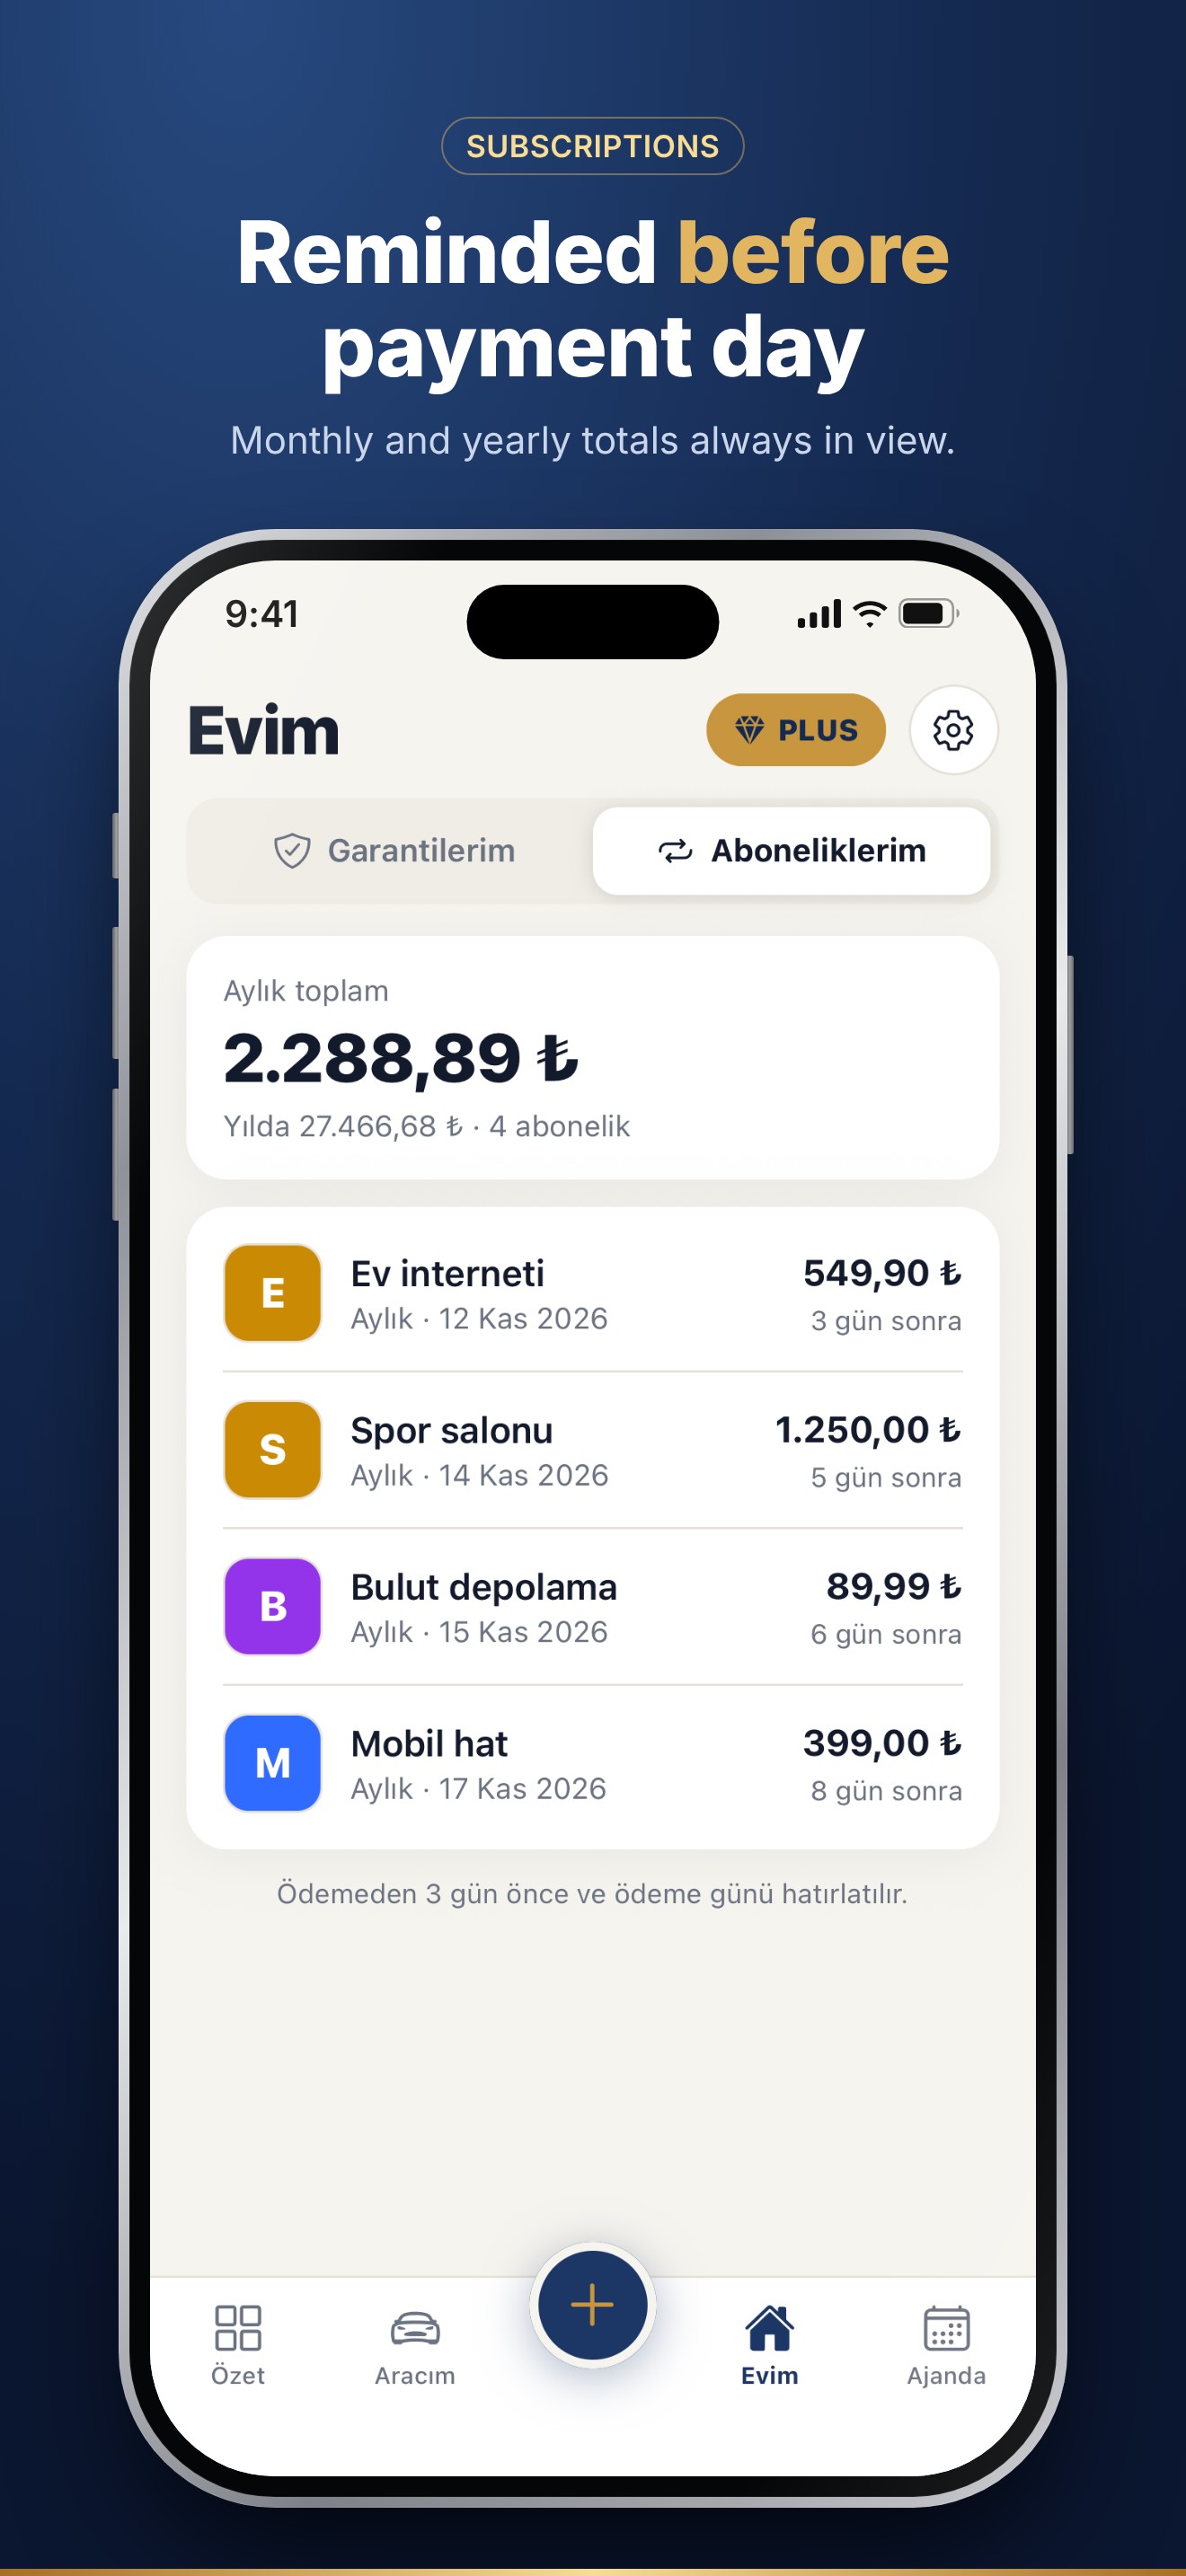 SUBSCRIPTIONS
Reminded before
payment day
Monthly and yearly totals always in view.
9:41
Evim
PLUS
Garantilerim
Aboneliklerim
Aylık toplam
2.288,89 ₺
Yılda 27.466,68 ₺ · 4 abonelik
E
Ev interneti
549,90 ₺
Aylık · 12 Kas 2026
3 gün sonra
S
Spor salonu
1.250,00 ₺
Aylık · 14 Kas 2026
5 gün sonra
B
Bulut depolama
89,99 ₺
Aylık · 15 Kas 2026
6 gün sonra
M
Mobil hat
399,00 ₺
Aylık · 17 Kas 2026
8 gün sonra
Ödemeden 3 gün önce ve ödeme günü hatırlatılır.
Özet
Aracım
Evim
Ajanda